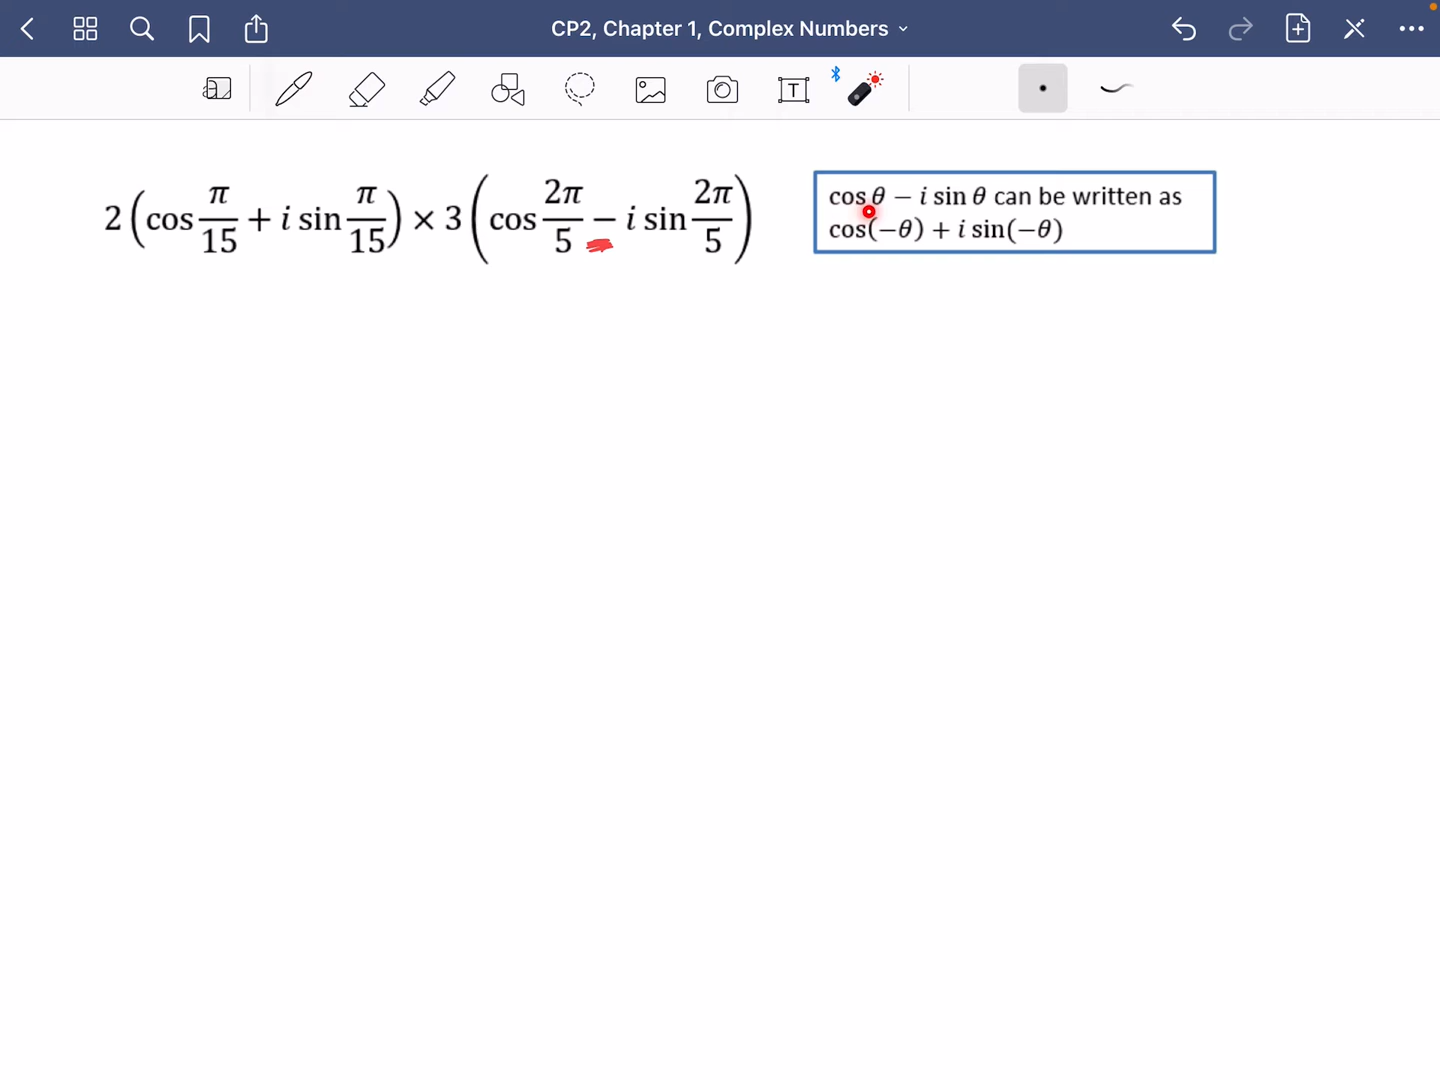 CP2, Chapter 1, Complex Numbers
2(cos π/15 + i sin π/15) × 3(cos 2π/5 − i sin 2π/5)
cos θ − i sin θ can be written as
cos(−θ) + i sin(−θ)